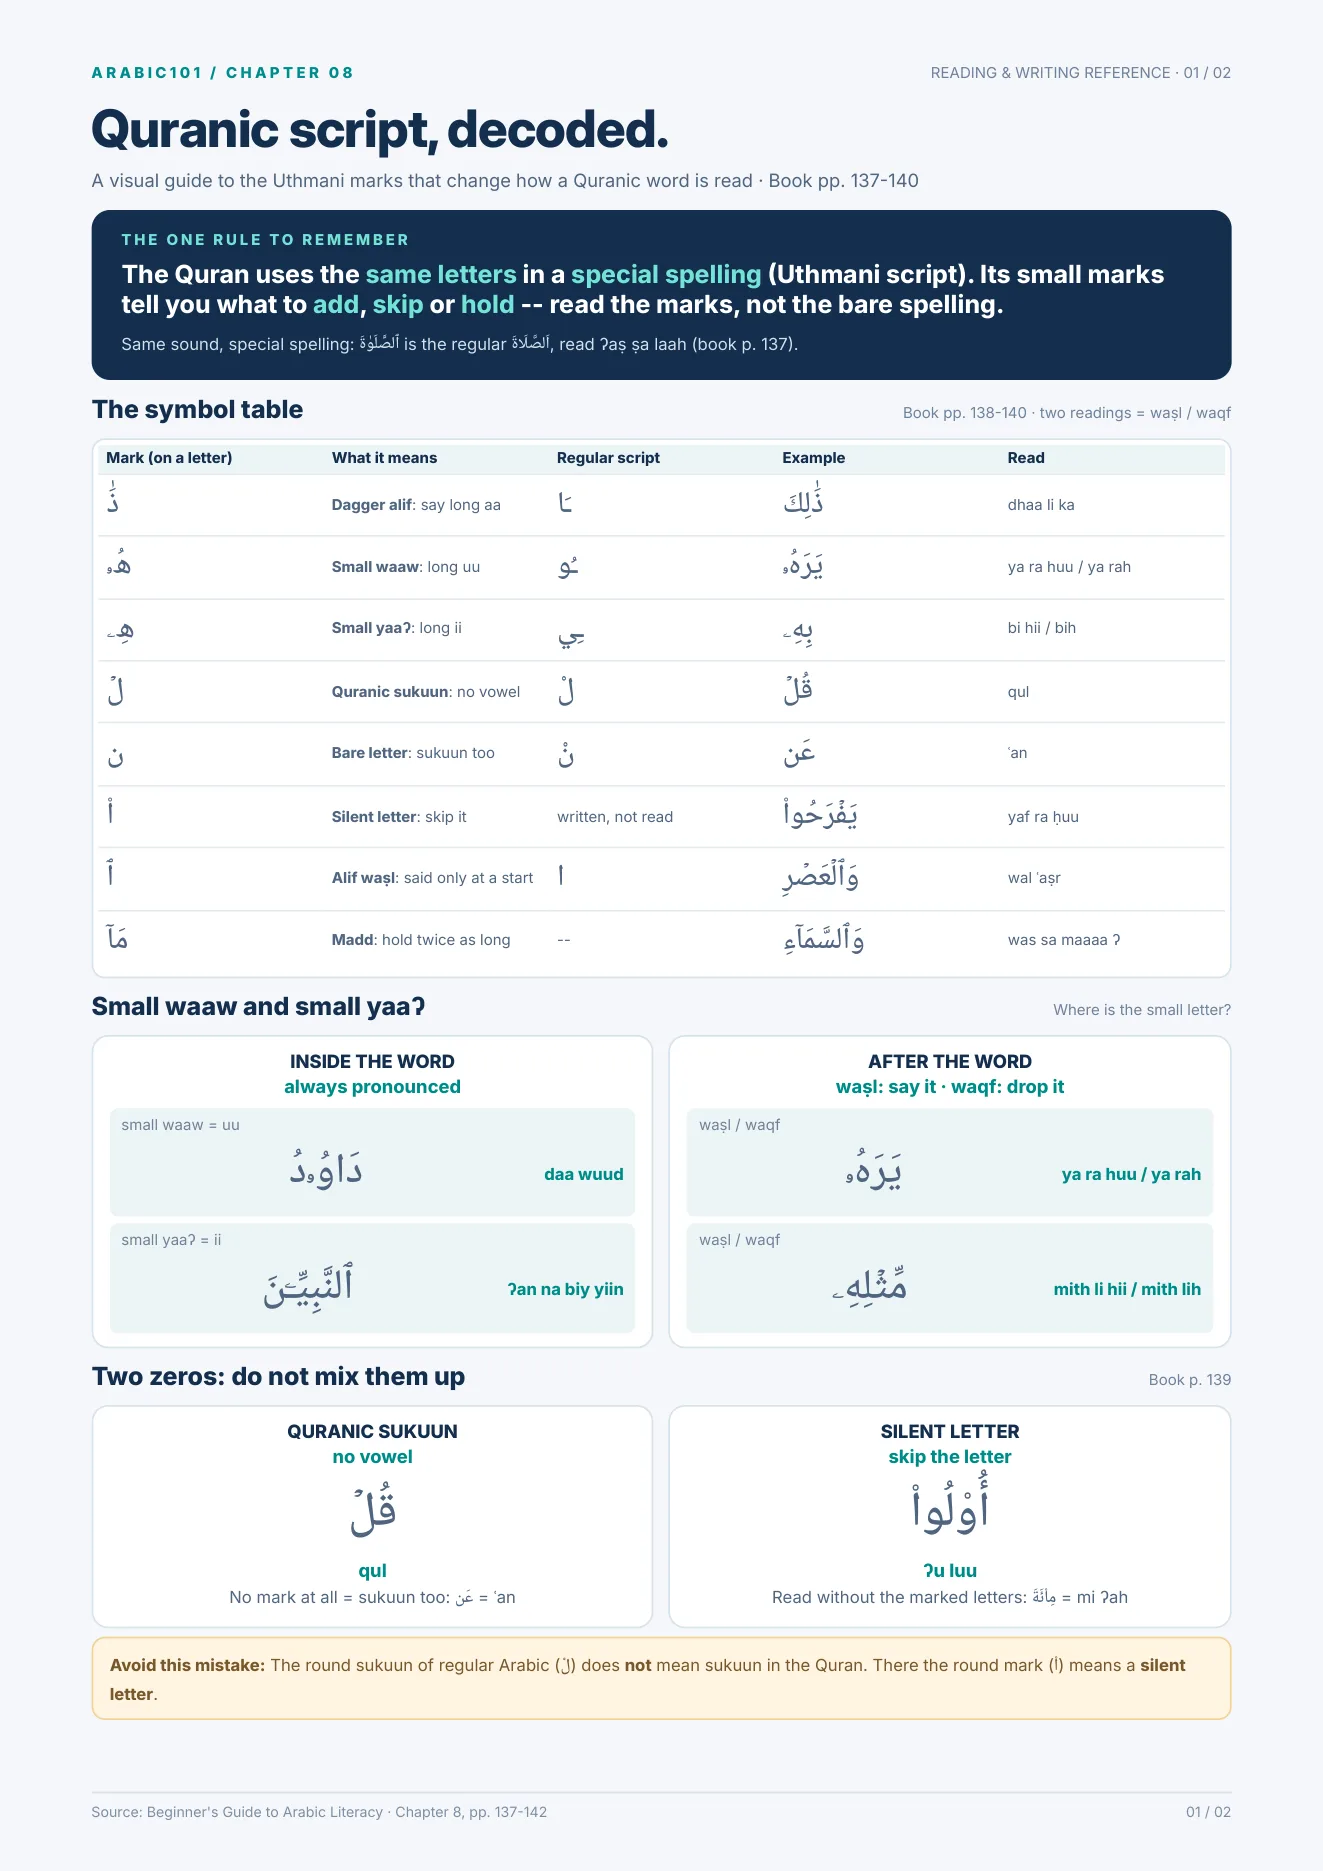 ARABIC101 / CHAPTER 08
READING & WRITING REFERENCE · 01 / 02
Quranic script, decoded.
A visual guide to the Uthmani marks that change how a Quranic word is read · Book pp. 137-140
THE ONE RULE TO REMEMBER
The Quran uses the same letters in a special spelling (Uthmani script). Its small marks
tell you what to add, skip or hold -- read the marks, not the bare spelling.
Same sound, special spelling: ٱلصَّلَوٰةَ is the regular اَلصَّلَاةَ, read ʔaṣ ṣa laah (book p. 137).
The symbol table
Book pp. 138-140 · two readings = waṣl / waqf
Mark (on a letter) What it means Regular script Example Read
ذَٰ Dagger alif: say long aa ـَا ذَٰلِكَ dhaa li ka
هُۥ Small waaw: long uu ـُو يَرَهُۥ ya ra huu / ya rah
هِۦ Small yaaʔ: long ii ـِي بِهِۦ bi hii / bih
لۡ Quranic sukuun: no vowel لْ قُلۡ qul
ن Bare letter: sukuun too نْ عَن ʿan
ا۟ Silent letter: skip it written, not read يَفۡرَحُوا۟ yaf ra ḥuu
ٱ Alif waṣl: said only at a start ا وَٱلۡعَصۡرِ wal ʿaṣr
مَآ Madd: hold twice as long -- وَٱلسَّمَآءِ was sa maaaa ʔ
Small waaw and small yaaʔ
Where is the small letter?
INSIDE THE WORD
always pronounced
small waaw = uu
دَاوُۥدُ daa wuud
small yaaʔ = ii
ٱلنَّبِيِّـۧنَ ʔan na biy yiin
AFTER THE WORD
waṣl: say it · waqf: drop it
waṣl / waqf
يَرَهُۥ ya ra huu / ya rah
waṣl / waqf
مِّثۡلِهِۦ mith li hii / mith lih
Two zeros: do not mix them up
Book p. 139
QURANIC SUKUUN
no vowel
قُلۡ
qul
No mark at all = sukuun too: عَن = ʿan
SILENT LETTER
skip the letter
أُو۟لُوا۟
ʔu luu
Read without the marked letters: مِا۟ئَةَ = mi ʔah
Avoid this mistake: The round sukuun of regular Arabic (لْ) does not mean sukuun in the Quran. There the round mark (ا۟) means a silent
letter.
Source: Beginner's Guide to Arabic Literacy · Chapter 8, pp. 137-142
01 / 02